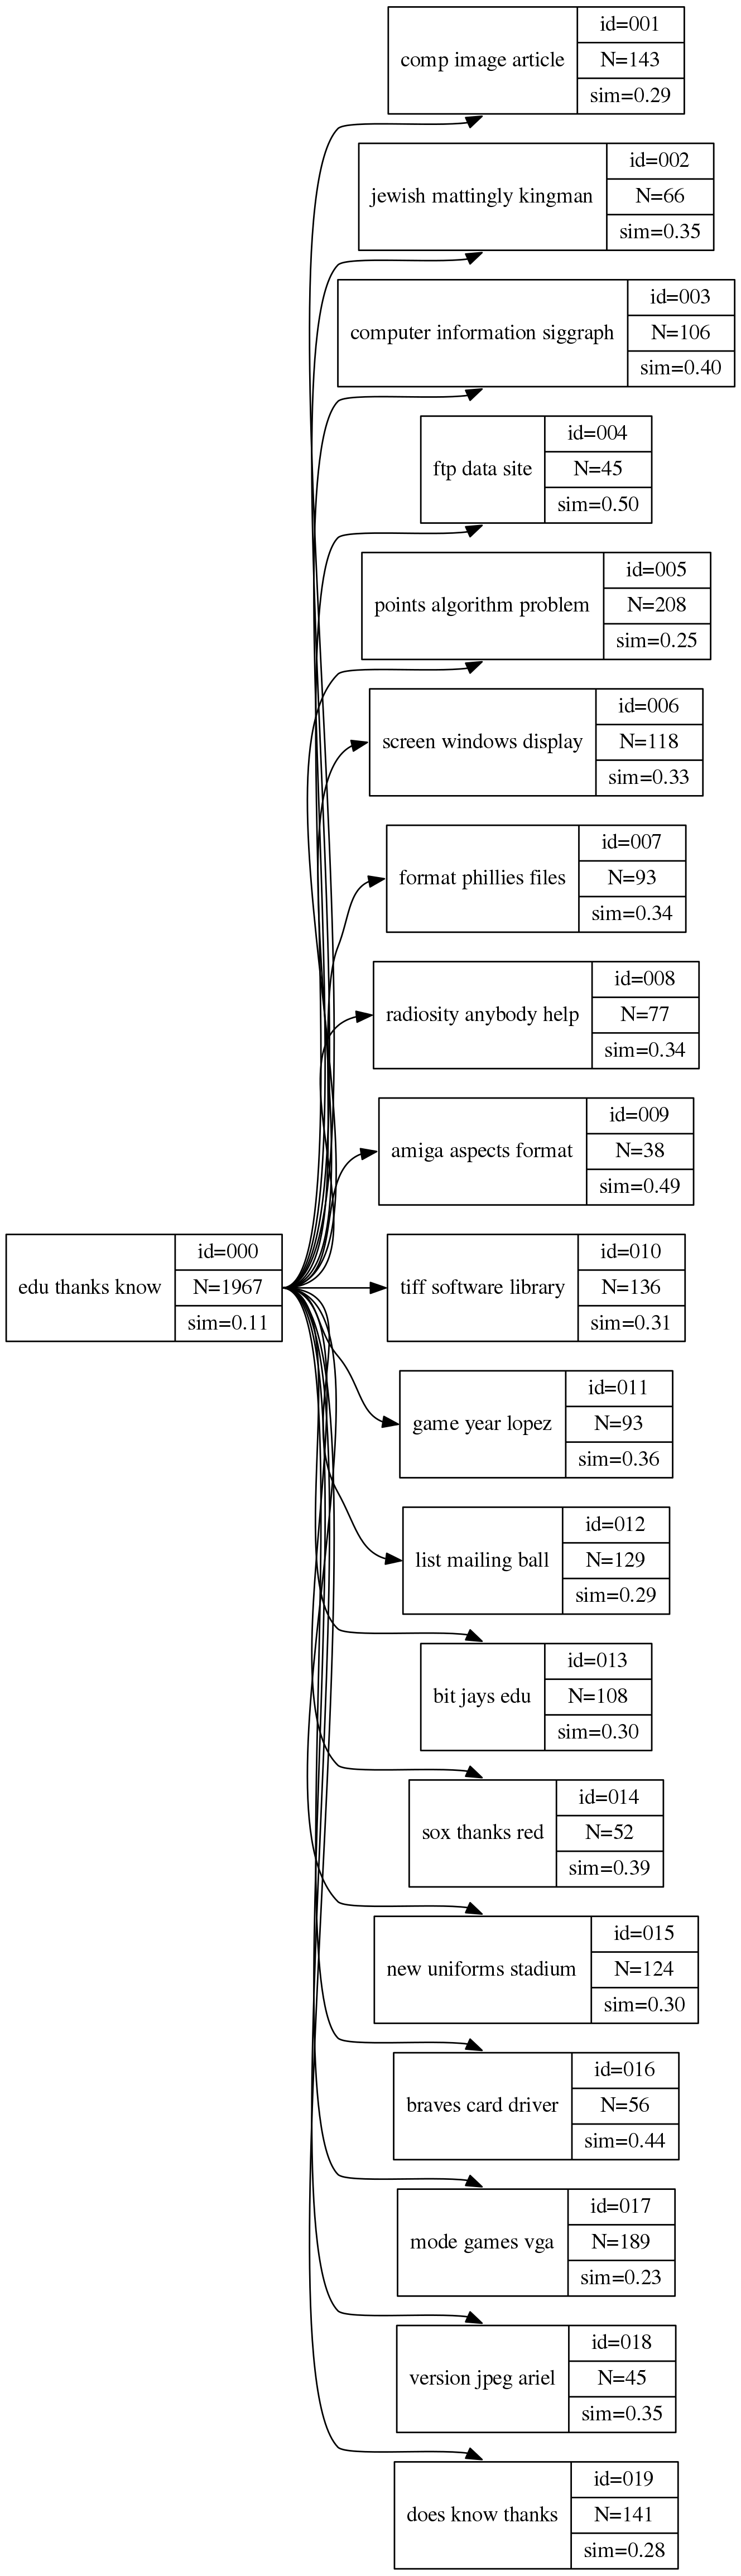 comp image article
id=001
N=143
sim=0.29
jewish mattingly kingman
id=002
N=66
sim=0.35
computer information siggraph
id=003
N=106
sim=0.40
ftp data site
id=004
N=45
sim=0.50
points algorithm problem
id=005
N=208
sim=0.25
screen windows display
id=006
N=118
sim=0.33
format phillies files
id=007
N=93
sim=0.34
radiosity anybody help
id=008
N=77
sim=0.34
amiga aspects format
id=009
N=38
sim=0.49
edu thanks know
id=000
N=1967
sim=0.11
tiff software library
id=010
N=136
sim=0.31
game year lopez
id=011
N=93
sim=0.36
list mailing ball
id=012
N=129
sim=0.29
bit jays edu
id=013
N=108
sim=0.30
sox thanks red
id=014
N=52
sim=0.39
new uniforms stadium
id=015
N=124
sim=0.30
braves card driver
id=016
N=56
sim=0.44
mode games vga
id=017
N=189
sim=0.23
version jpeg ariel
id=018
N=45
sim=0.35
does know thanks
id=019
N=141
sim=0.28